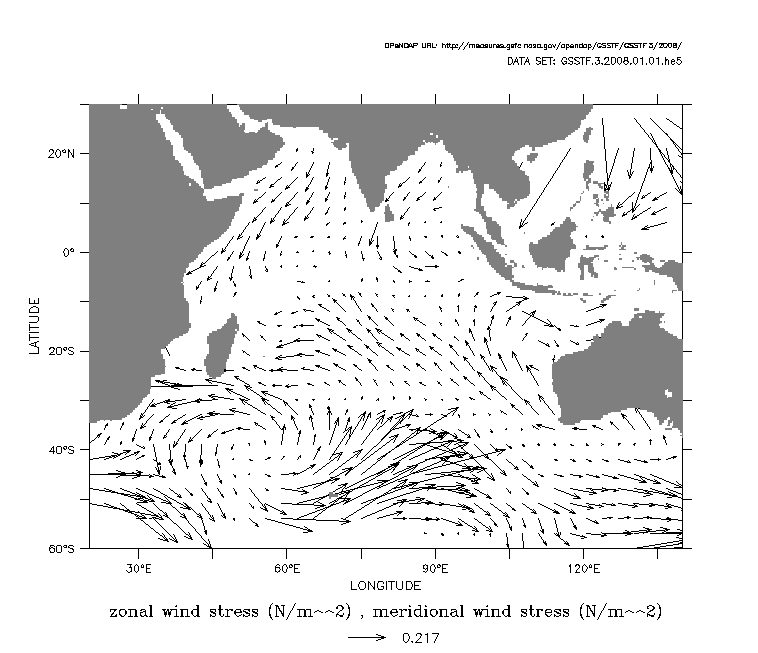 OPeNDAP URL: http://measures.gsfc.nasa.gov/opendap/GSSTF/GSSTF.3/2008/
DATA SET: GSSTF.3.2008.01.01.he5
20°N
0°
20°S
40°S
60°S
LATITUDE
30°E 60°E 90°E 120°E
LONGITUDE
zonal wind stress (N/m~~2) , meridional wind stress (N/m~~2)
0.217